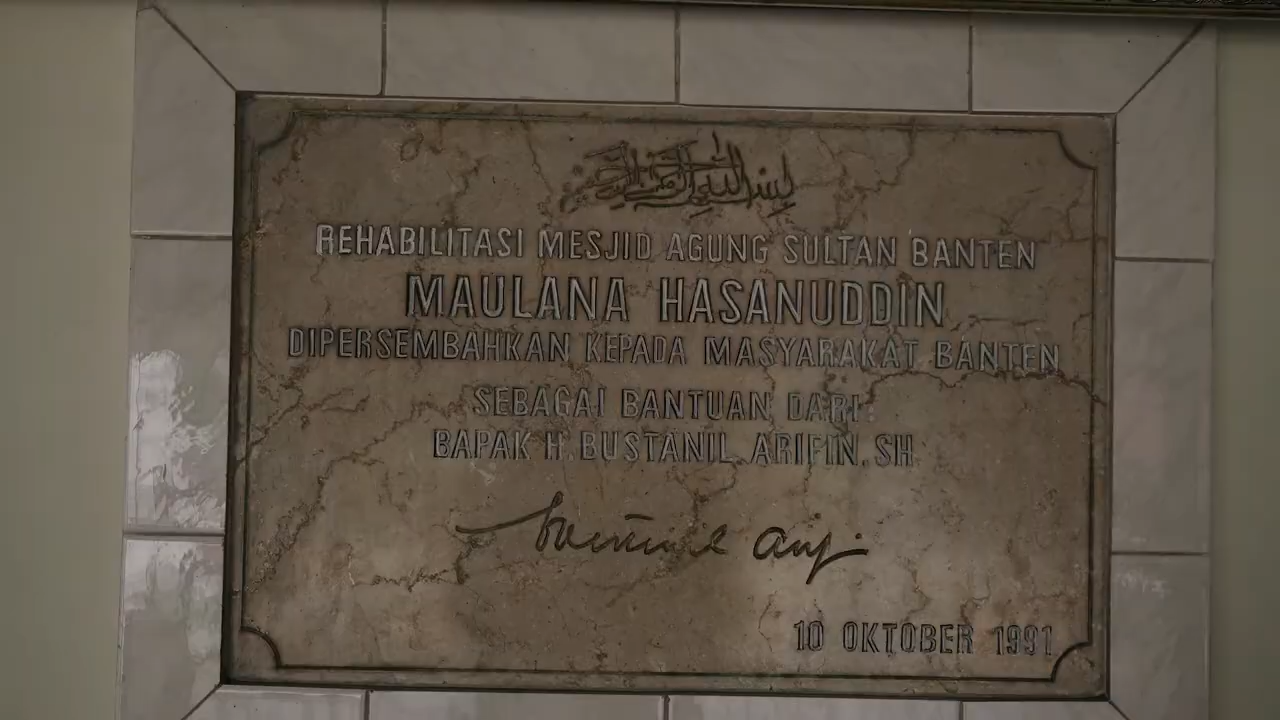 بسم الله الرحمن الرحيم
REHABILITASI MESJID AGUNG SULTAN BANTEN
MAULANA HASANUDDIN
DIPERSEMBAHKAN KEPADA MASYARAKAT BANTEN
SEBAGAI BANTUAN DARI:
BAPAK H. BUSTANIL ARIFIN. SH
10 OKTOBER 1991